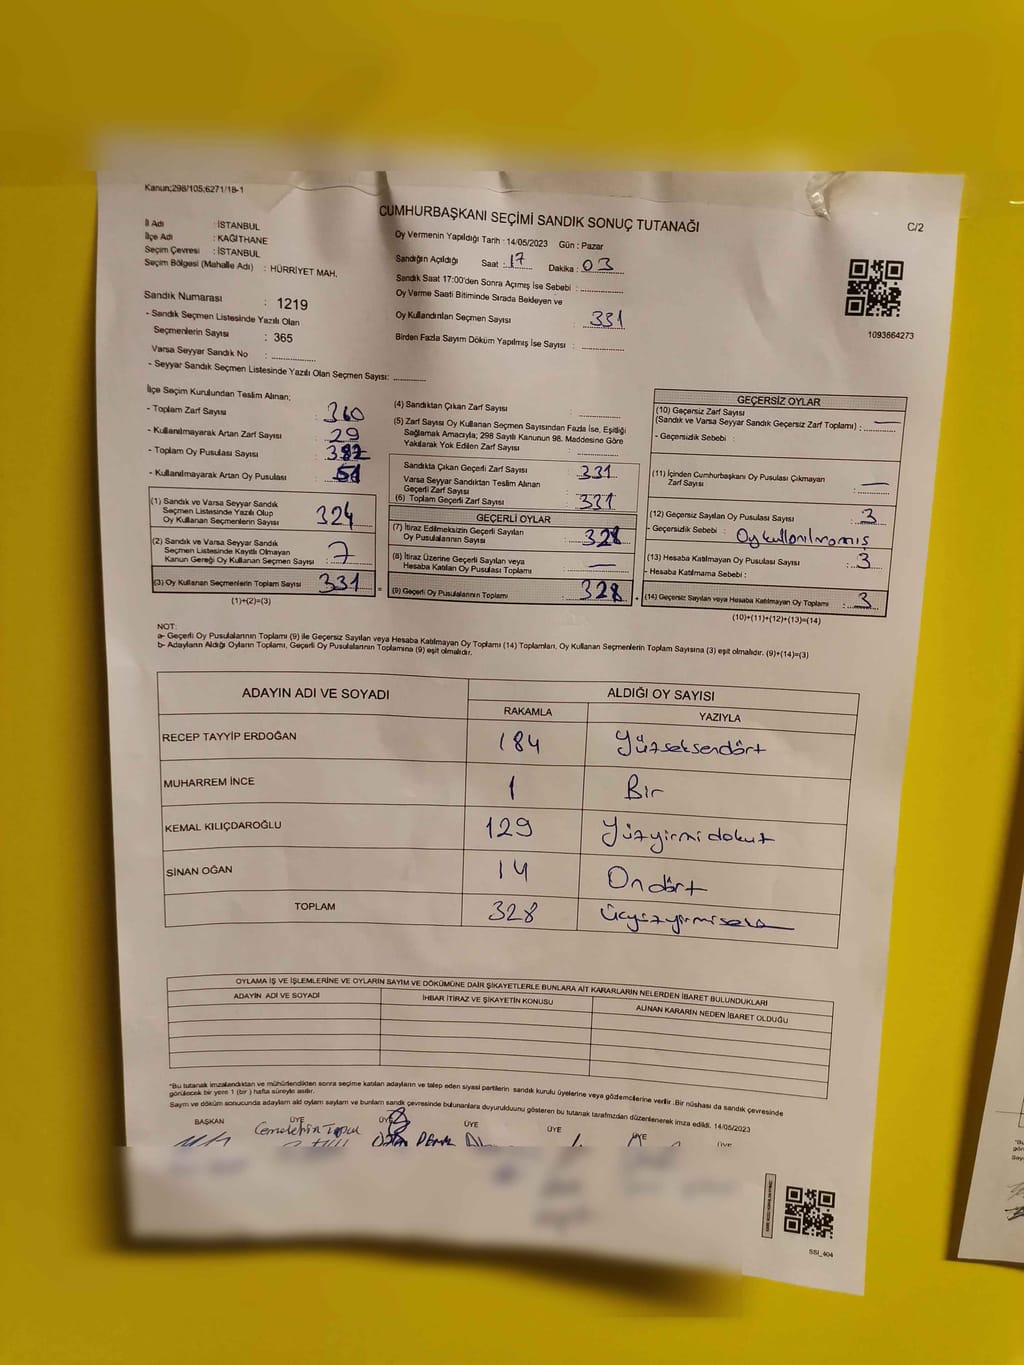 Kanun;298/105;6271/18-1
CUMHURBAŞKANI SEÇİMİ SANDIK SONUÇ TUTANAĞI
C/2
İl Adı : İSTANBUL
İlçe Adı : KAĞITHANE
Seçim Çevresi : İSTANBUL
Seçim Bölgesi (Mahalle Adı) : HÜRRİYET MAH.
Sandık Numarası : 1219
- Sandık Seçmen Listesinde Yazılı Olan
Seçmenlerin Sayısı : 365
Varsa Seyyar Sandık No :
- Seyyar Sandık Seçmen Listesinde Yazılı Olan Seçmen Sayısı:
Oy Vermenin Yapıldığı Tarih : 14/05/2023 Gün : Pazar
Sandığın Açıldığı Saat : 17 Dakika : 03
Sandık Saat 17:00'den Sonra Açımış İse Sebebi :
Oy Verme Saati Bitiminde Sırada Bekleyen ve
Oy Kullandırılan Seçmen Sayısı : 331
Birden Fazla Sayım Döküm Yapılmış İse Sayısı :
1093664273
İlçe Seçim Kurulundan Teslim Alınan;
- Toplam Zarf Sayısı : 360
- Kullanılmayarak Artan Zarf Sayısı : 29
- Toplam Oy Pusulası Sayısı :
- Kullanılmayarak Artan Oy Pusulası :
(1) Sandık ve Varsa Seyyar Sandık
Seçmen Listesinde Yazılı Olup
Oy Kullanan Seçmenlerin Sayısı : 324
(2) Sandık ve Varsa Seyyar Sandık
Seçmen Listesinde Kayıtlı Olmayan
Kanun Gereği Oy Kullanan Seçmen Sayısı : 7
(3) Oy Kullanan Seçmenlerin Toplam Sayısı : 331
(1)+(2)=(3)
(4) Sandıktan Çıkan Zarf Sayısı :
(5) Zarf Sayısı Oy Kullanan Seçmen Sayısından Fazla İse, Eşitliği
Sağlamak Amacıyla; 298 Sayılı Kanunun 98. Maddesine Göre
Yakılarak Yok Edilen Zarf Sayısı :
Sandıkta Çıkan Geçerli Zarf Sayısı : 331
Varsa Seyyar Sandıktan Teslim Alınan
Geçerli Zarf Sayısı :
(6) Toplam Geçerli Zarf Sayısı : 331
GEÇERLİ OYLAR
(7) İtiraz Edilmeksizin Geçerli Sayılan
Oy Pusulalarının Sayısı : 328
(8) İtiraz Üzerine Geçerli Sayılan veya
Hesaba Katılan Oy Pusulası Toplamı : —
(9) Geçerli Oy Pusulalarının Toplamı : 328
GEÇERSİZ OYLAR
(10) Geçersiz Zarf Sayısı
(Sandık ve Varsa Seyyar Sandık Geçersiz Zarf Toplamı) : —
- Geçersizlik Sebebi :
(11) İçinden Cumhurbaşkanı Oy Pusulası Çıkmayan
Zarf Sayısı : —
(12) Geçersiz Sayılan Oy Pusulası Sayısı : 3
- Geçersizlik Sebebi : Oy kullanılmamış
(13) Hesaba Katılmayan Oy Pusulası Sayısı : 3
- Hesaba Katılmama Sebebi :
(14) Geçersiz Sayılan veya Hesaba Katılmayan Oy Toplamı : 3
(10)+(11)+(12)+(13)=(14)
NOT:
a- Geçerli Oy Pusulalarının Toplamı (9) ile Geçersiz Sayılan veya Hesaba Katılmayan Oy Toplamı (14) Toplamları, Oy Kullanan Seçmenlerin Toplam Sayısına (3) eşit olmalıdır. (9)+(14)=(3)
b- Adayların Aldığı Oyların Toplamı, Geçerli Oy Pusulalarının Toplamına (9) eşit olmalıdır.
ADAYIN ADI VE SOYADI ALDIĞI OY SAYISI
RAKAMLA YAZIYLA
RECEP TAYYİP ERDOĞAN 184 Yüzseksendört
MUHARREM İNCE 1 Bir
KEMAL KILIÇDAROĞLU 129 Yüzyirmi dokuz
SİNAN OĞAN 14 Ondört
TOPLAM 328
OYLAMA İŞ VE İŞLEMLERİNE VE OYLARIN SAYIM VE DÖKÜMÜNE DAİR ŞİKAYETLERLE BUNLARA AİT KARARLARIN NELERDEN İBARET BULUNDUKLARI
ADAYIN ADI VE SOYADI İHBAR İTİRAZ VE ŞİKAYETİN KONUSU ALINAN KARARIN NEDEN İBARET OLDUĞU
"Bu tutanak imzalandıktan ve mühürlendikten sonra seçime katılan adayların ve talep eden siyasi partilerin sandık kurulu üyelerine veya gözlemcilerine verilir. Bir nüshası da sandık çevresinde
görülecek bir yere 1 (bir ) hafta süreyle asılır.
Sayım ve döküm sonucunda adayların aldı oyların sayıları ve bunların sandık çevresinde bulunanlara duyurulduğunu gösteren bu tutanak tarafımızdan düzenlenerek imza edildi. 14/05/2023
BAŞKAN ÜYE ÜYE ÜYE ÜYE ÜYE ÜYE
SSI_404